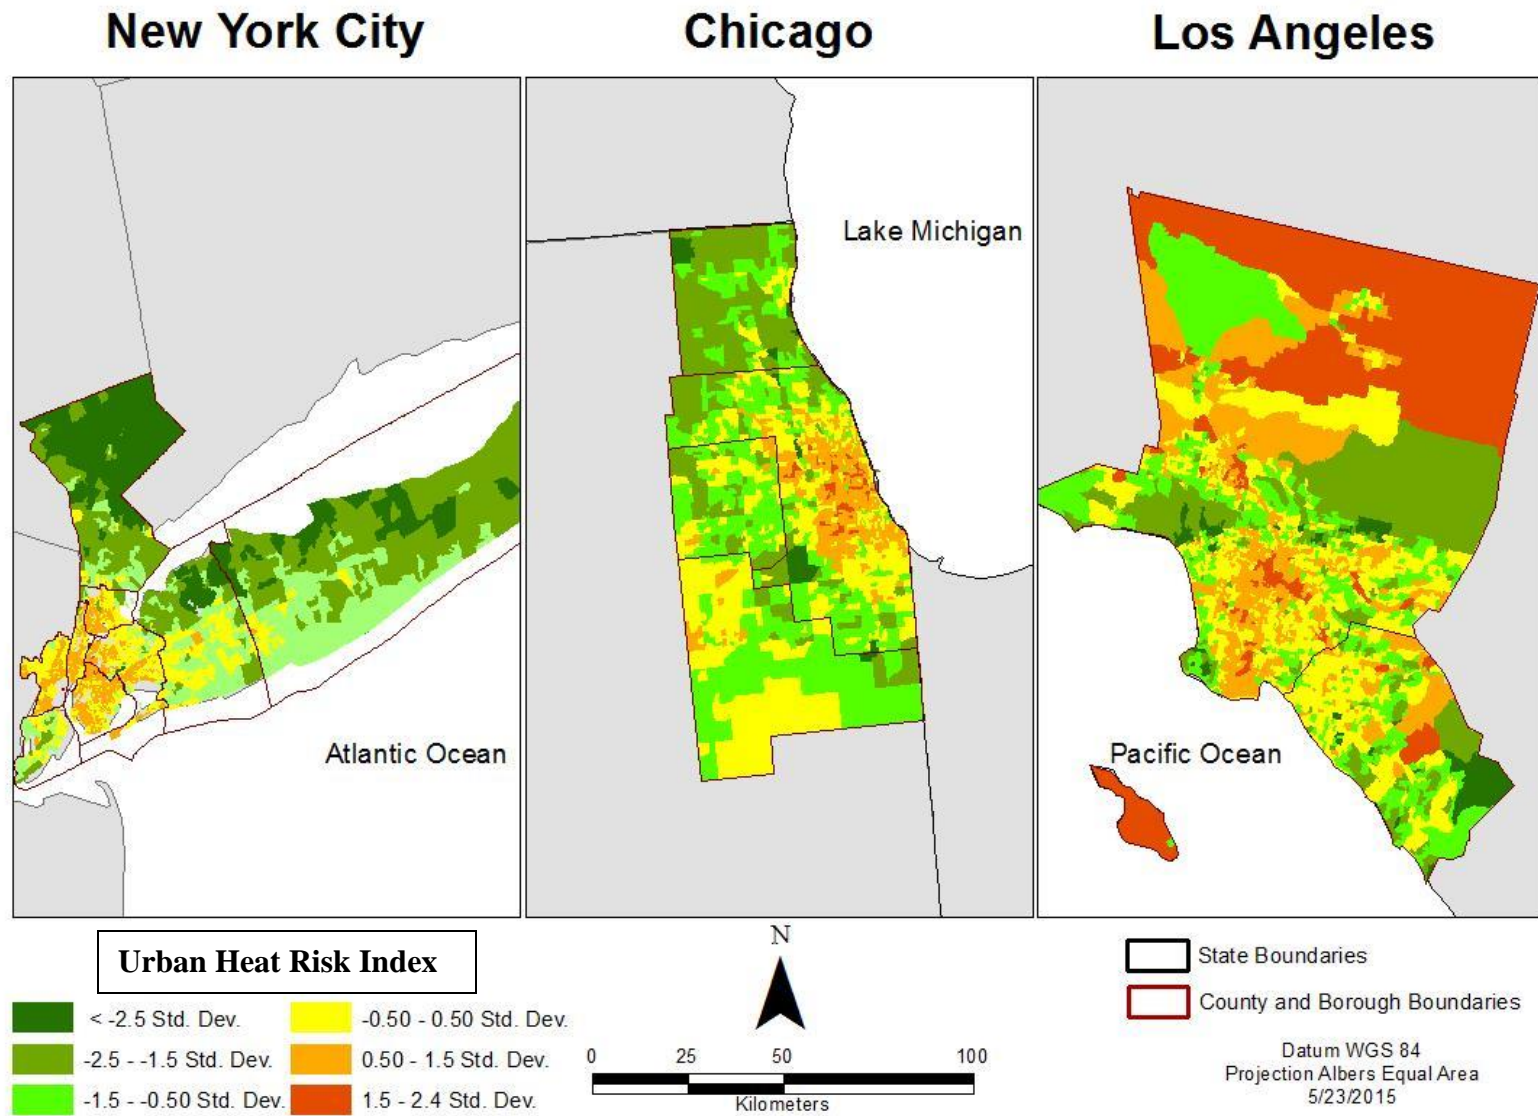 New York City
Chicago
Los Angeles
Lake Michigan
Atlantic Ocean
Pacific Ocean
Urban Heat Risk Index
< -2.5 Std. Dev.
-2.5 - -1.5 Std. Dev.
-1.5 - -0.50 Std. Dev.
-0.50 - 0.50 Std. Dev.
0.50 - 1.5 Std. Dev.
1.5 - 2.4 Std. Dev.
N
0 25 50 100
Kilometers
State Boundaries
County and Borough Boundaries
Datum WGS 84
Projection Albers Equal Area
5/23/2015